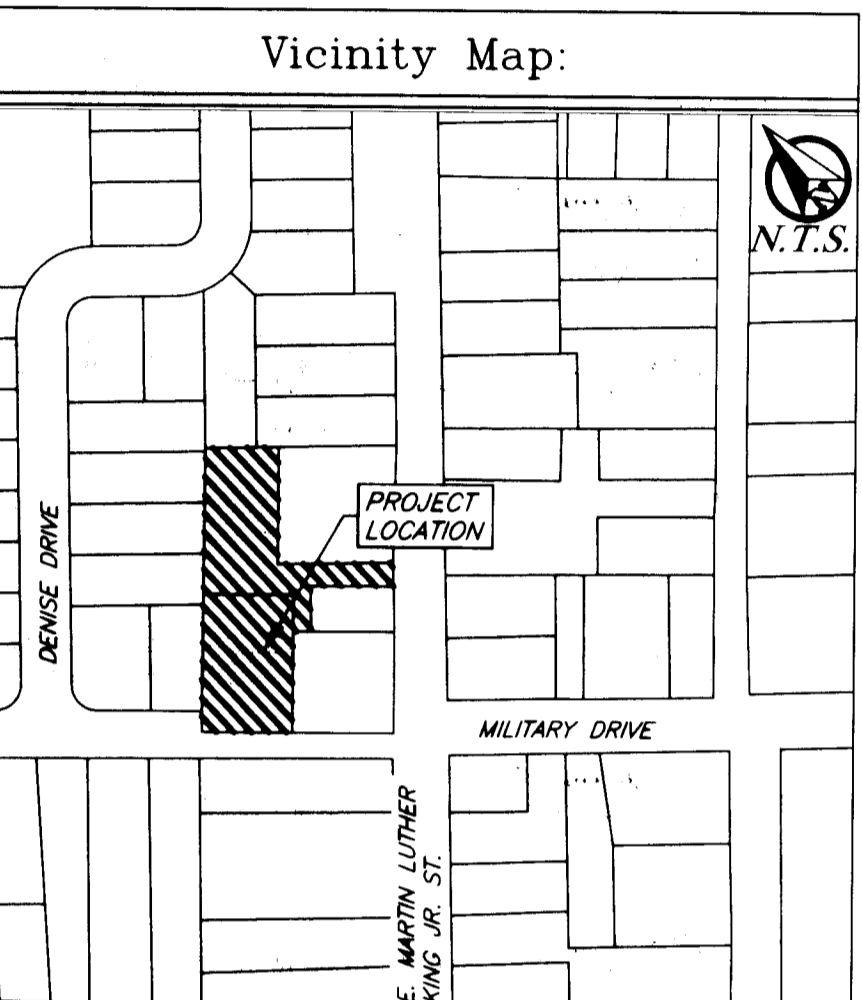 Vicinity Map:
N.T.S.
PROJECT
LOCATION
DENISE DRIVE
MILITARY DRIVE
E. MARTIN LUTHER
KING JR. ST.